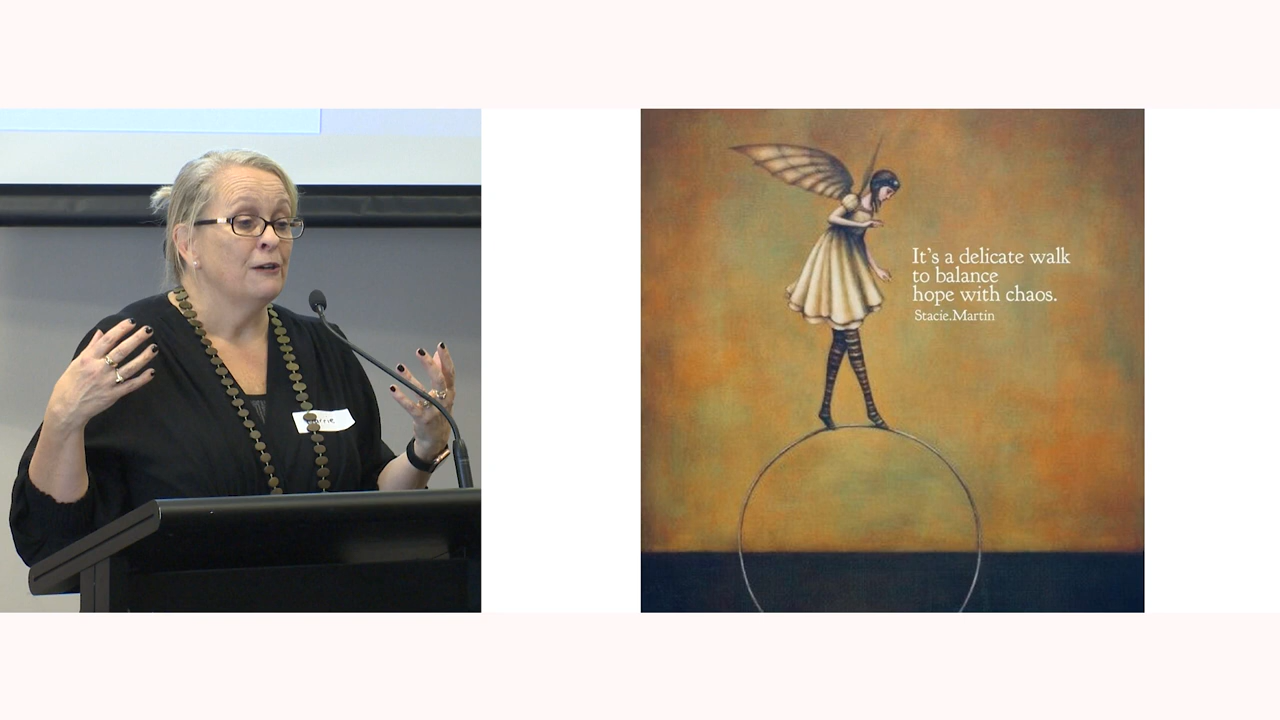 It's a delicate walk
to balance
hope with chaos.
Stacie.Martin